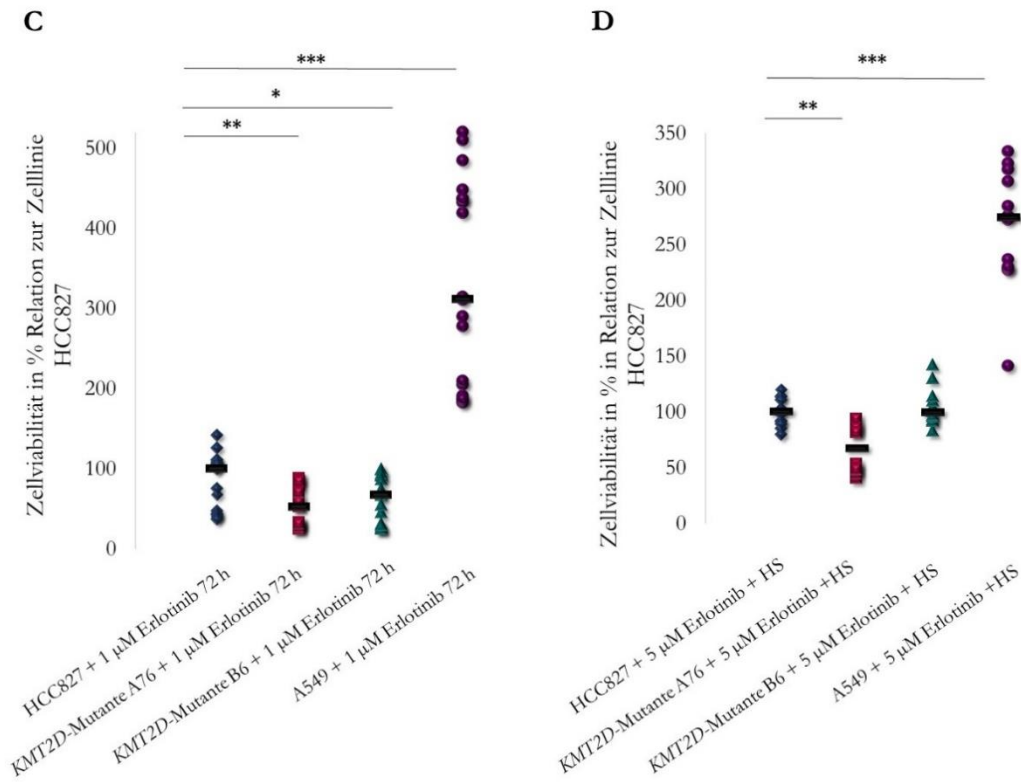 C
***
*
**
Zellviabilität in % Relation zur Zelllinie
HCC827
500
400
300
200
100
0
HCC827 + 1 µM Erlotinib 72 h
KMT2D-Mutante A76 + 1 µM Erlotinib 72 h
KMT2D-Mutante B6 + 1 µM Erlotinib 72 h
A549 + 1 µM Erlotinib 72 h
D
***
**
Zellviabilität in % in Relation zur Zelllinie
HCC827
350
300
250
200
150
100
50
0
HCC827 + 5 µM Erlotinib + HS
KMT2D-Mutante A76 + 5 µM Erlotinib +HS
KMT2D-Mutante B6 + 5 µM Erlotinib + HS
A549 + 5 µM Erlotinib +HS